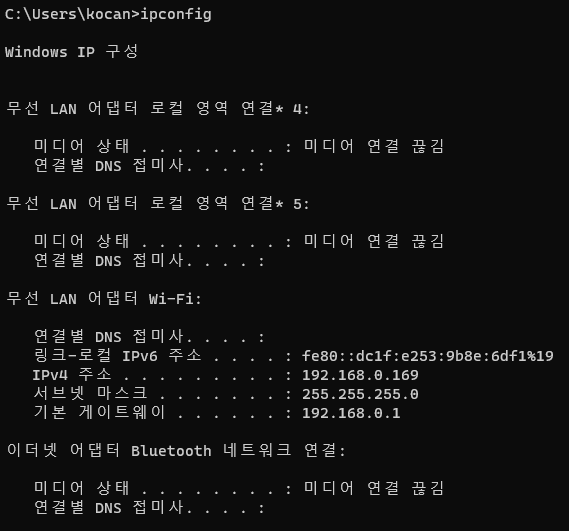 C:\Users\kocan>ipconfig
Windows IP 구성
무선 LAN 어댑터 로컬 영역 연결* 4:
미디어 상태 . . . . . . . . : 미디어 연결 끊김
연결별 DNS 접미사. . . . :
무선 LAN 어댑터 로컬 영역 연결* 5:
미디어 상태 . . . . . . . . : 미디어 연결 끊김
연결별 DNS 접미사. . . . :
무선 LAN 어댑터 Wi-Fi:
연결별 DNS 접미사. . . . :
링크-로컬 IPv6 주소 . . . . : fe80::dc1f:e253:9b8e:6df1%19
IPv4 주소 . . . . . . . . . : 192.168.0.169
서브넷 마스크 . . . . . . . : 255.255.255.0
기본 게이트웨이 . . . . . . : 192.168.0.1
이더넷 어댑터 Bluetooth 네트워크 연결:
미디어 상태 . . . . . . . . : 미디어 연결 끊김
연결별 DNS 접미사. . . . :